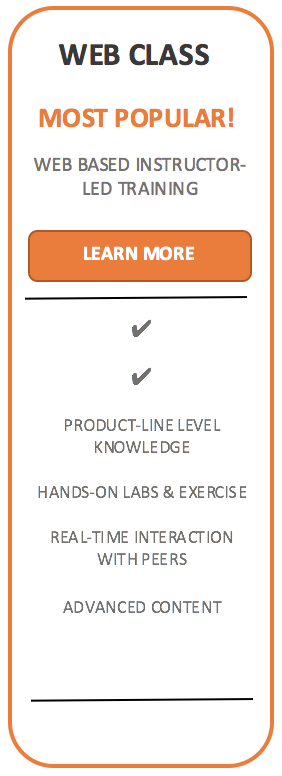 WEB CLASS
MOST POPULAR!
WEB BASED INSTRUCTOR-
LED TRAINING
LEARN MORE
✔
✔
PRODUCT-LINE LEVEL
KNOWLEDGE
HANDS-ON LABS & EXERCISE
REAL-TIME INTERACTION
WITH PEERS
ADVANCED CONTENT